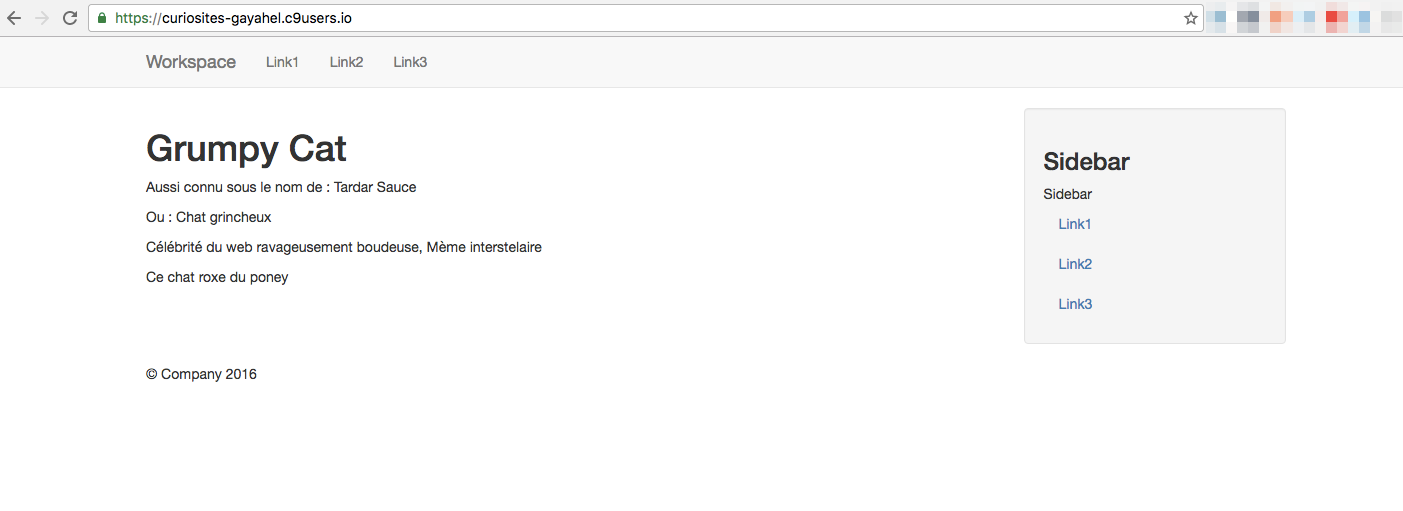 https://curiosites-gayahel.c9users.io
Workspace Link1 Link2 Link3
Grumpy Cat
Aussi connu sous le nom de : Tardar Sauce
Ou : Chat grincheux
Célébrité du web ravageusement boudeuse, Mème interstelaire
Ce chat roxe du poney
Sidebar
Sidebar
Link1
Link2
Link3
© Company 2016